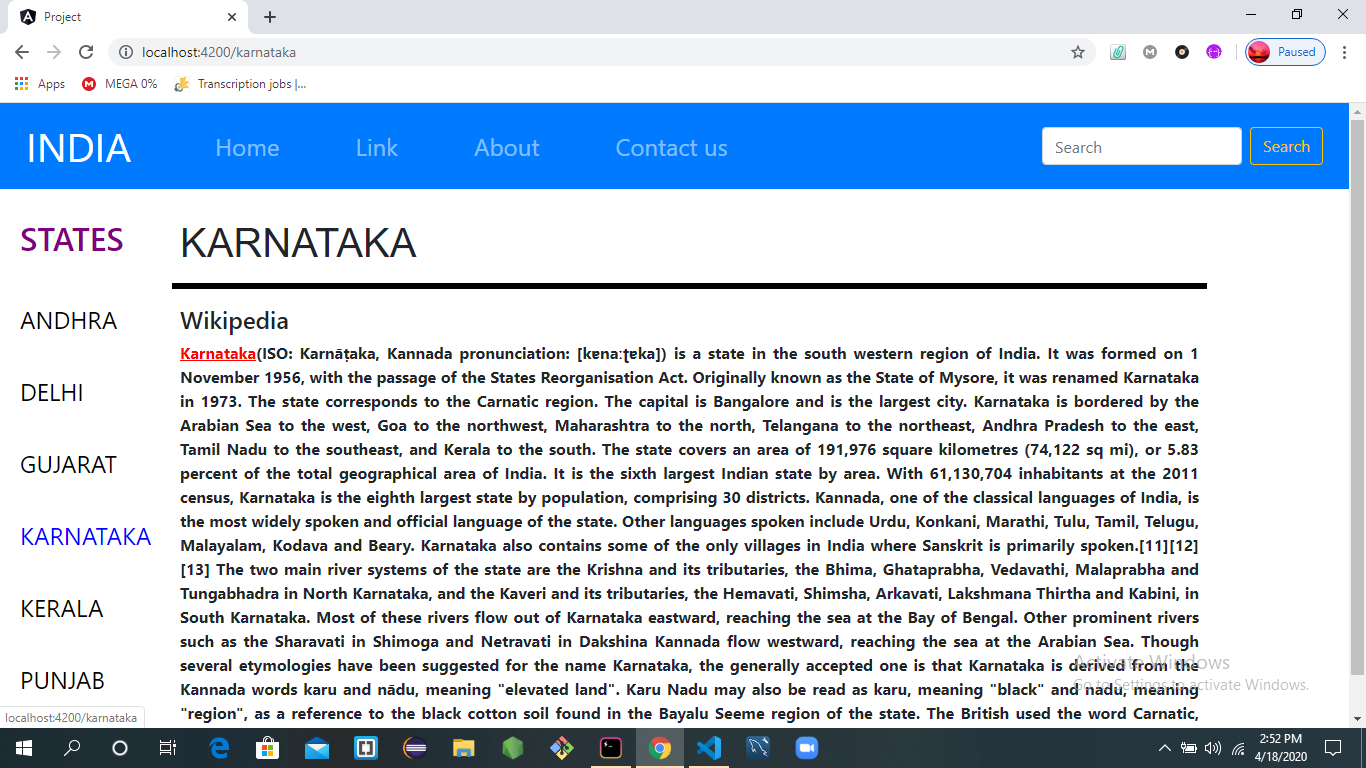 Project
localhost:4200/karnataka
Paused
Apps
MEGA 0%
Transcription jobs |...
INDIA
Home
Link
About
Contact us
Search
Search
STATES
ANDHRA
DELHI
GUJARAT
KARNATAKA
KERALA
PUNJAB
KARNATAKA
Wikipedia
Karnataka(ISO: Karnāṭaka, Kannada pronunciation: [kɐnaːʈɐka]) is a state in the south western region of India. It was formed on 1
November 1956, with the passage of the States Reorganisation Act. Originally known as the State of Mysore, it was renamed Karnataka
in 1973. The state corresponds to the Carnatic region. The capital is Bangalore and is the largest city. Karnataka is bordered by the
Arabian Sea to the west, Goa to the northwest, Maharashtra to the north, Telangana to the northeast, Andhra Pradesh to the east,
Tamil Nadu to the southeast, and Kerala to the south. The state covers an area of 191,976 square kilometres (74,122 sq mi), or 5.83
percent of the total geographical area of India. It is the sixth largest Indian state by area. With 61,130,704 inhabitants at the 2011
census, Karnataka is the eighth largest state by population, comprising 30 districts. Kannada, one of the classical languages of India, is
the most widely spoken and official language of the state. Other languages spoken include Urdu, Konkani, Marathi, Tulu, Tamil, Telugu,
Malayalam, Kodava and Beary. Karnataka also contains some of the only villages in India where Sanskrit is primarily spoken.[11][12]
[13] The two main river systems of the state are the Krishna and its tributaries, the Bhima, Ghataprabha, Vedavathi, Malaprabha and
Tungabhadra in North Karnataka, and the Kaveri and its tributaries, the Hemavati, Shimsha, Arkavati, Lakshmana Thirtha and Kabini, in
South Karnataka. Most of these rivers flow out of Karnataka eastward, reaching the sea at the Bay of Bengal. Other prominent rivers
such as the Sharavati in Shimoga and Netravati in Dakshina Kannada flow westward, reaching the sea at the Arabian Sea. Though
several etymologies have been suggested for the name Karnataka, the generally accepted one is that Karnataka is derived from the
Kannada words karu and nādu, meaning "elevated land". Karu Nadu may also be read as karu, meaning "black" and nadu, meaning
"region", as a reference to the black cotton soil found in the Bayalu Seeme region of the state. The British used the word Carnatic,
Activate Windows
Go to Settings to activate Windows.
localhost:4200/karnataka
2:52 PM
4/18/2020